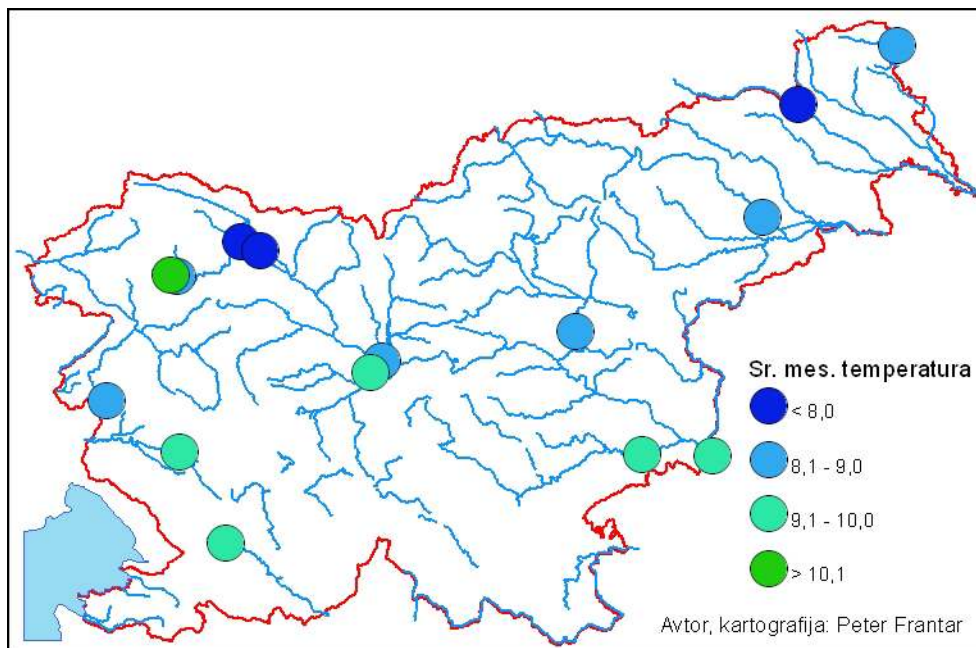 Sr. mes. temperatura
< 8,0
8,1 - 9,0
9,1 - 10,0
> 10,1
Avtor, kartografija: Peter Frantar